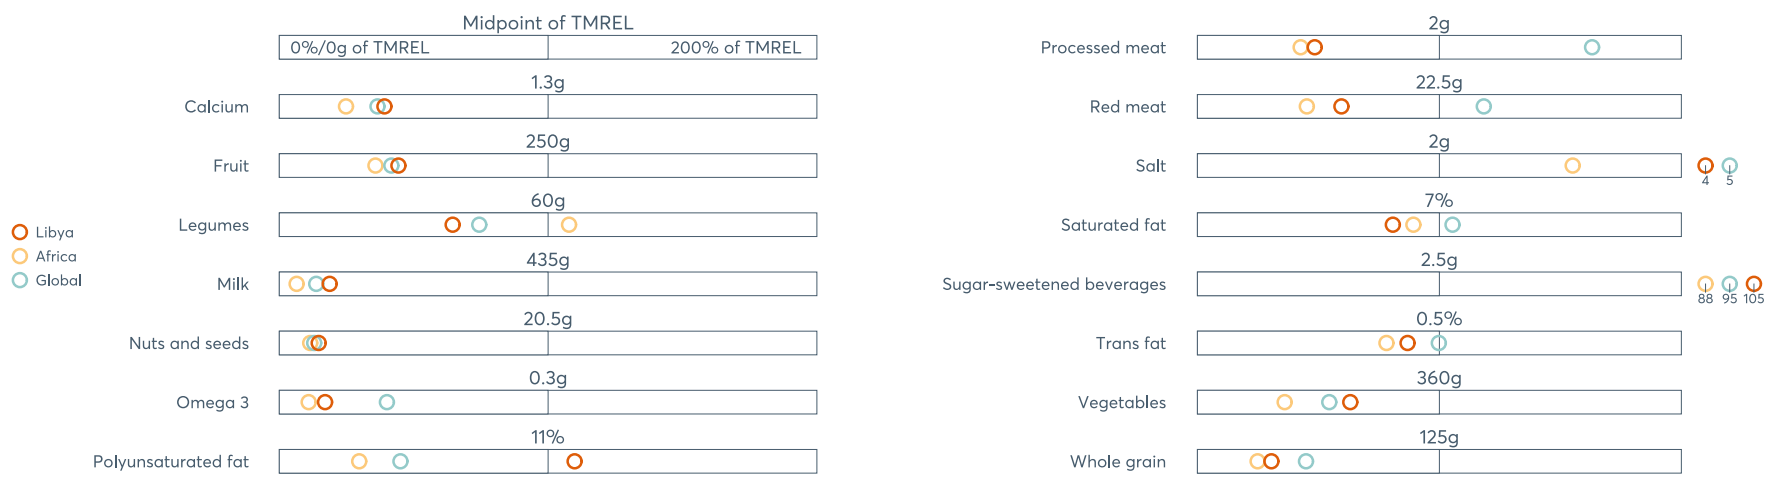 Midpoint of TMREL
0%/0g of TMREL 200% of TMREL
Calcium 1.3g
Fruit 250g
Legumes 60g
Milk 435g
Nuts and seeds 20.5g
Omega 3 0.3g
Polyunsaturated fat 11%
Libya
Africa
Global
Processed meat 2g
Red meat 22.5g
Salt 2g
4 5
Saturated fat 7%
Sugar-sweetened beverages 2.5g
88 95 105
Trans fat 0.5%
Vegetables 360g
Whole grain 125g